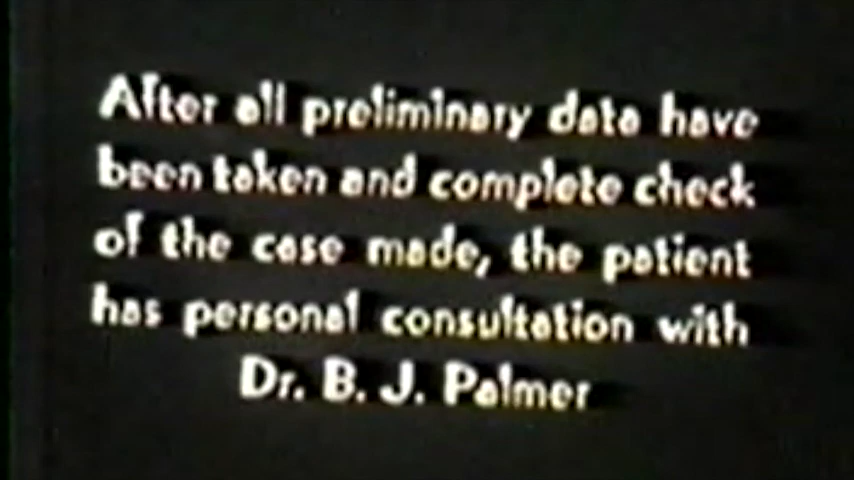 After all preliminary data have
been taken and complete check
of the case made, the patient
has personal consultation with
Dr. B. J. Palmer